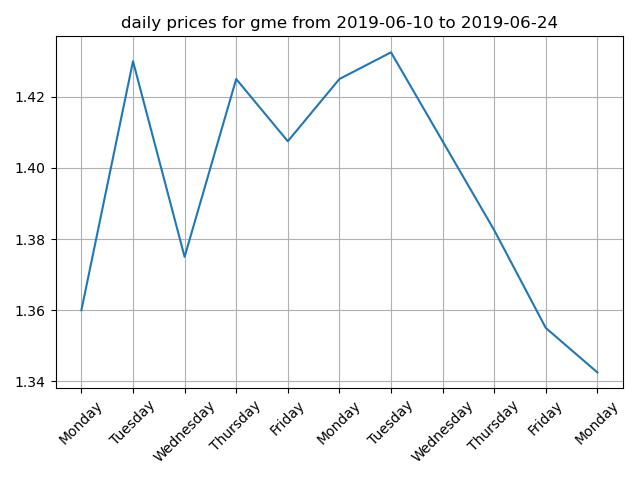 daily prices for gme from 2019-06-10 to 2019-06-24
1.42
1.40
1.38
1.36
1.34
Monday
Tuesday
Wednesday
Thursday
Friday
Monday
Tuesday
Wednesday
Thursday
Friday
Monday